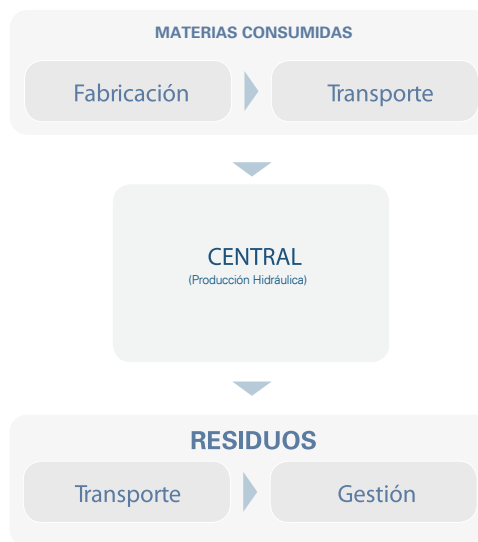 MATERIAS CONSUMIDAS
Fabricación
Transporte
CENTRAL
(Producción Hidráulica)
RESIDUOS
Transporte
Gestión